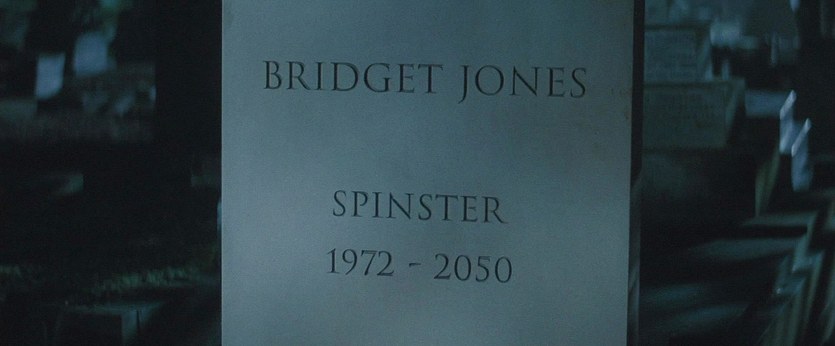 BRIDGET JONES
SPINSTER
1972 - 2050